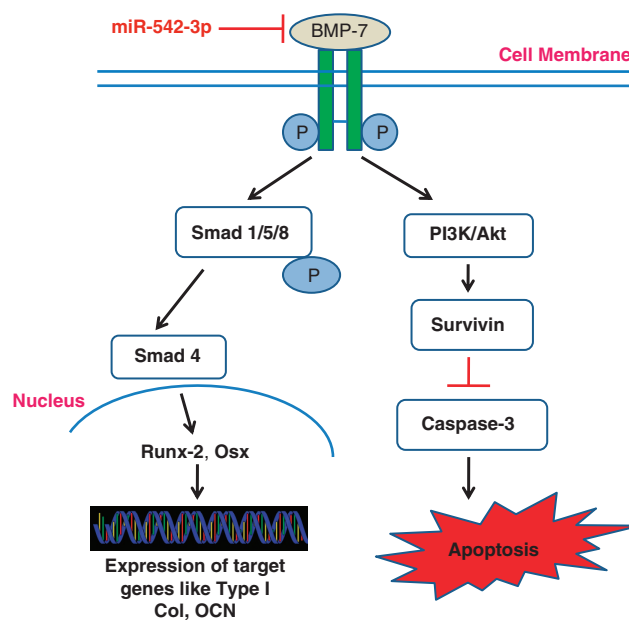 miR-542-3p
BMP-7
Cell Membrane
P
P
Smad 1/5/8
P
PI3K/Akt
Survivin
Smad 4
Nucleus
Caspase-3
Runx-2, Osx
Apoptosis
Expression of target
genes like Type I
Col, OCN